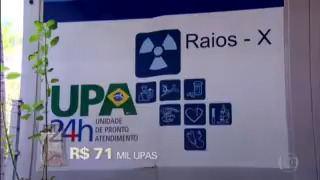 Raios - X
UPA
24h
UNIDADE
DE PRONTO
ATENDIMENTO
R$ 71 MIL UPAS